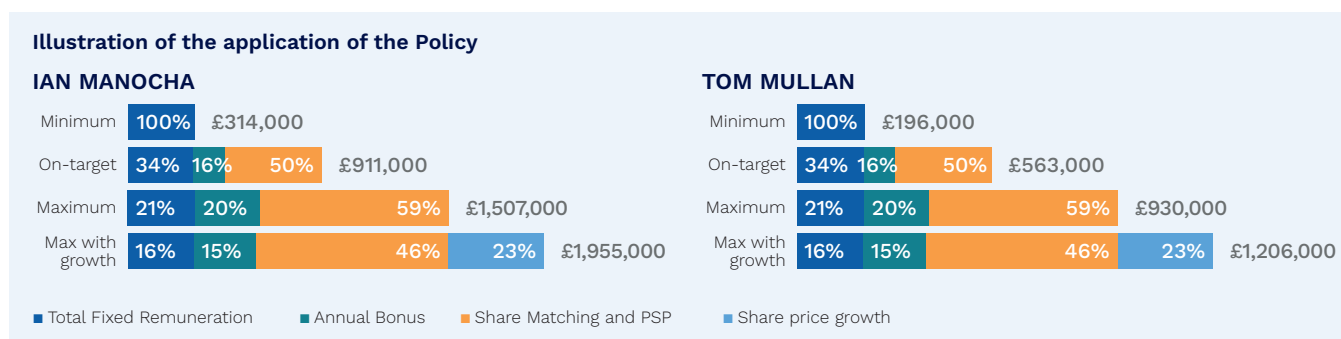 Illustration of the application of the Policy
IAN MANOCHA
Minimum 100% £314,000
On-target 34% 16% 50% £911,000
Maximum 21% 20% 59% £1,507,000
Max with
growth 16% 15% 46% 23% £1,955,000
TOM MULLAN
Minimum 100% £196,000
On-target 34% 16% 50% £563,000
Maximum 21% 20% 59% £930,000
Max with
growth 16% 15% 46% 23% £1,206,000
Total Fixed Remuneration Annual Bonus Share Matching and PSP Share price growth